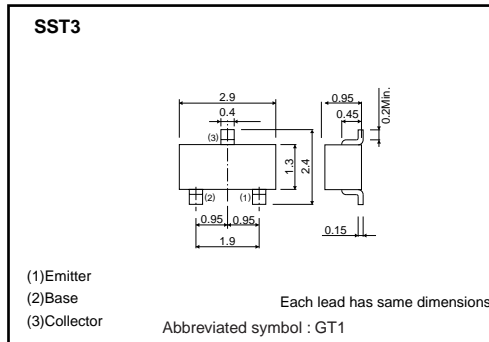 SST3
2.9
0.4
(3)
1.3
2.4
(2)
(1)
0.95
0.95
1.9
0.95
0.45
0.2Min.
0.15
(1)Emitter
(2)Base
(3)Collector
Each lead has same dimensions
Abbreviated symbol : GT1